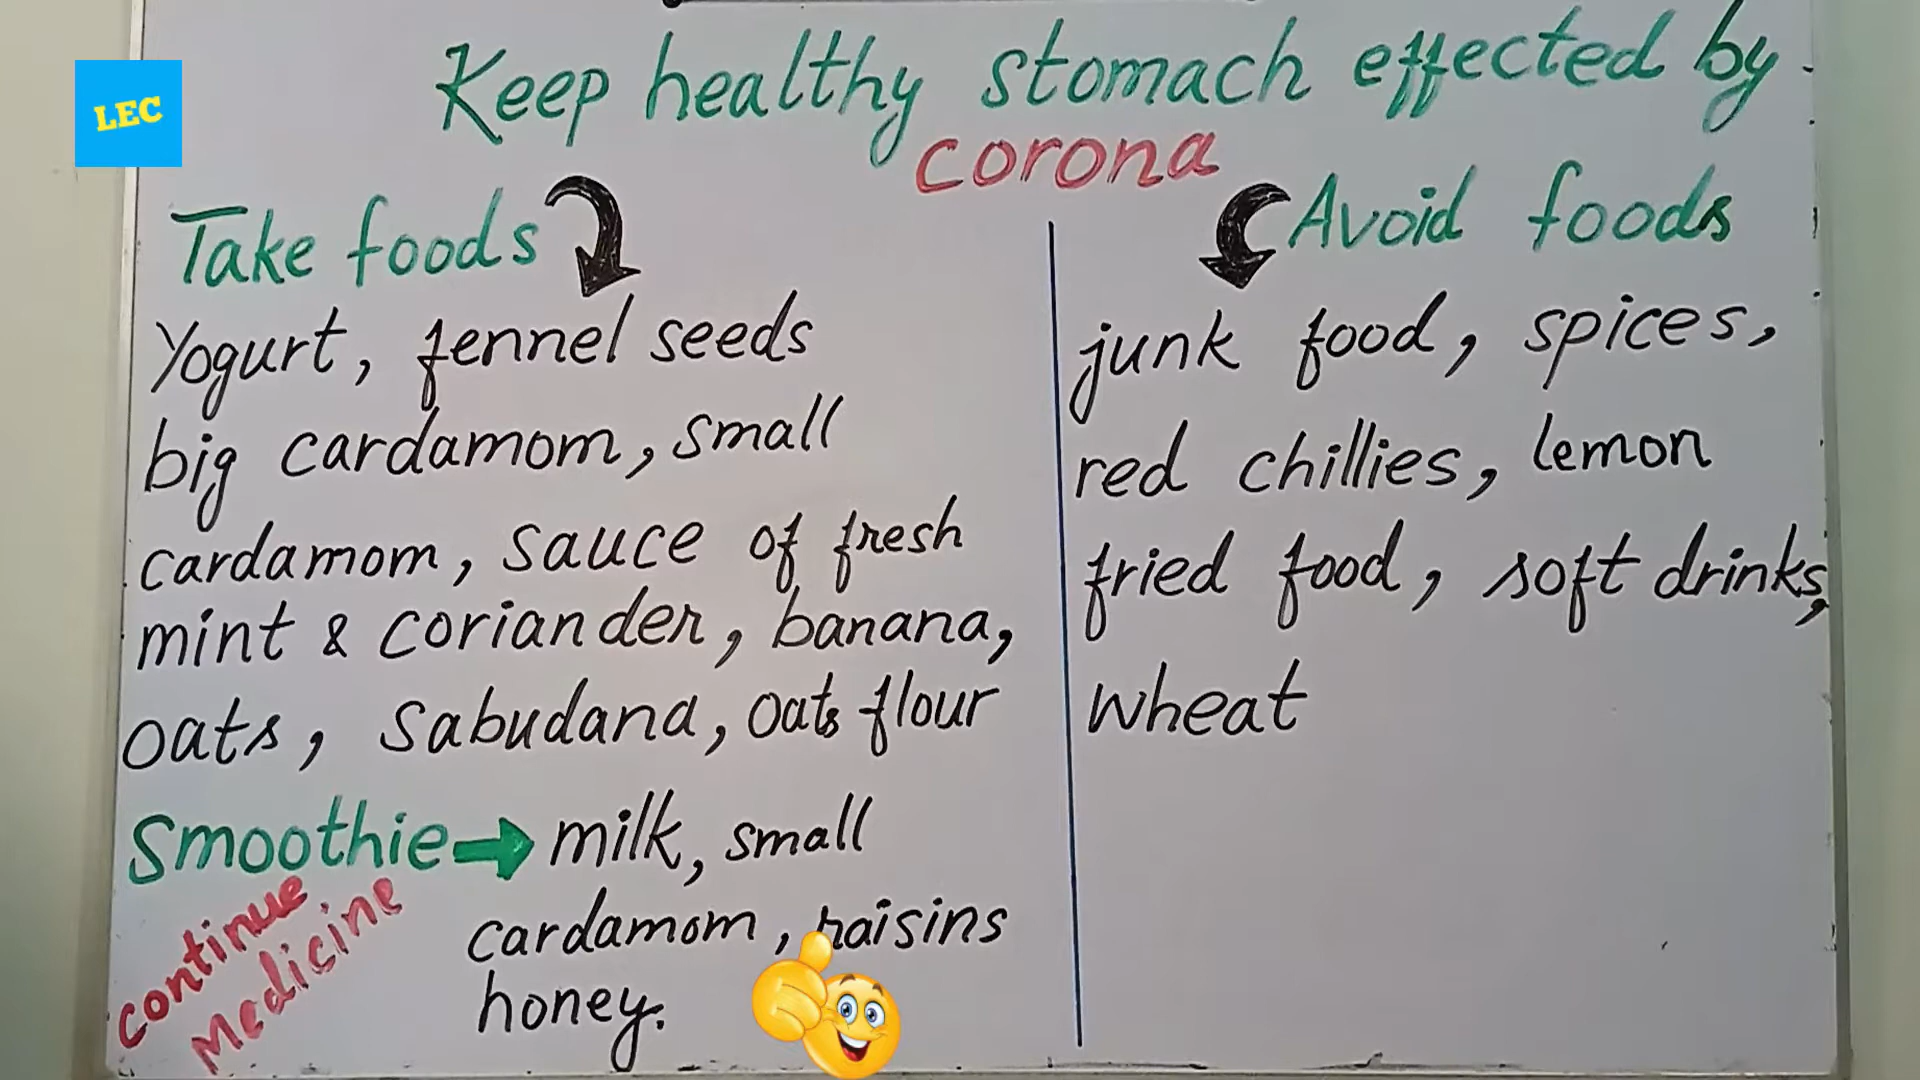 LEC
Keep healthy stomach effected by
corona
Take foods
Yogurt, fennel seeds
big cardamom, small
cardamom, sauce of fresh
mint & coriander, banana,
oats, Sabudana, oats flour
Smoothie → milk, small
cardamom, raisins
honey.
continue
Medicine
Avoid foods
junk food, spices,
red chillies, lemon
fried food, soft drinks,
wheat